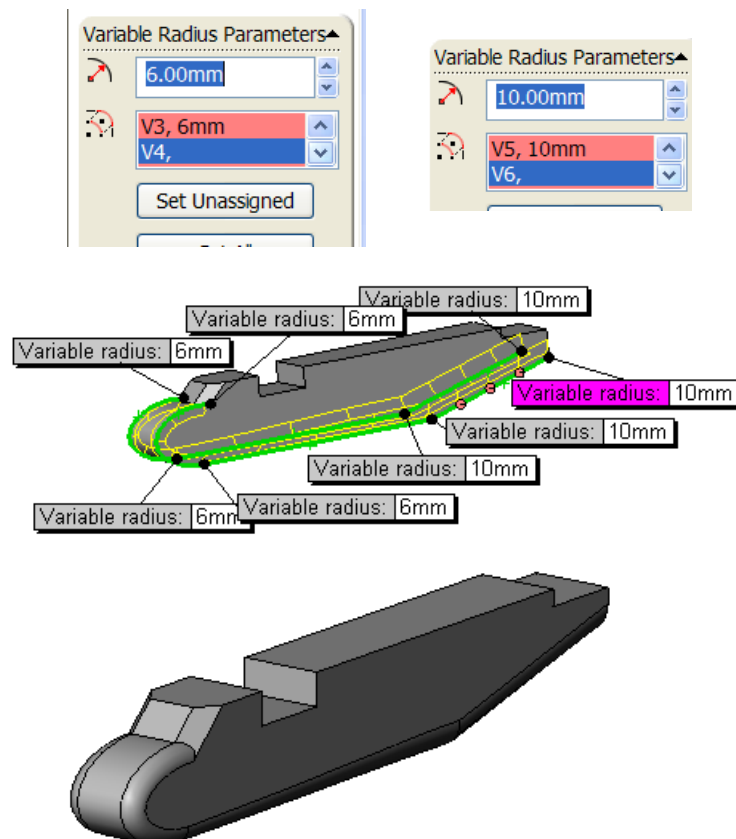 Variable Radius Parameters
6.00mm
V3, 6mm
V4,
Set Unassigned
Variable Radius Parameters
10.00mm
V5, 10mm
V6,
Variable radius: 10mm
Variable radius: 6mm
Variable radius: 6mm
Variable radius: 10mm
Variable radius: 10mm
Variable radius: 10mm
Variable radius: 6mm
Variable radius: 6mm